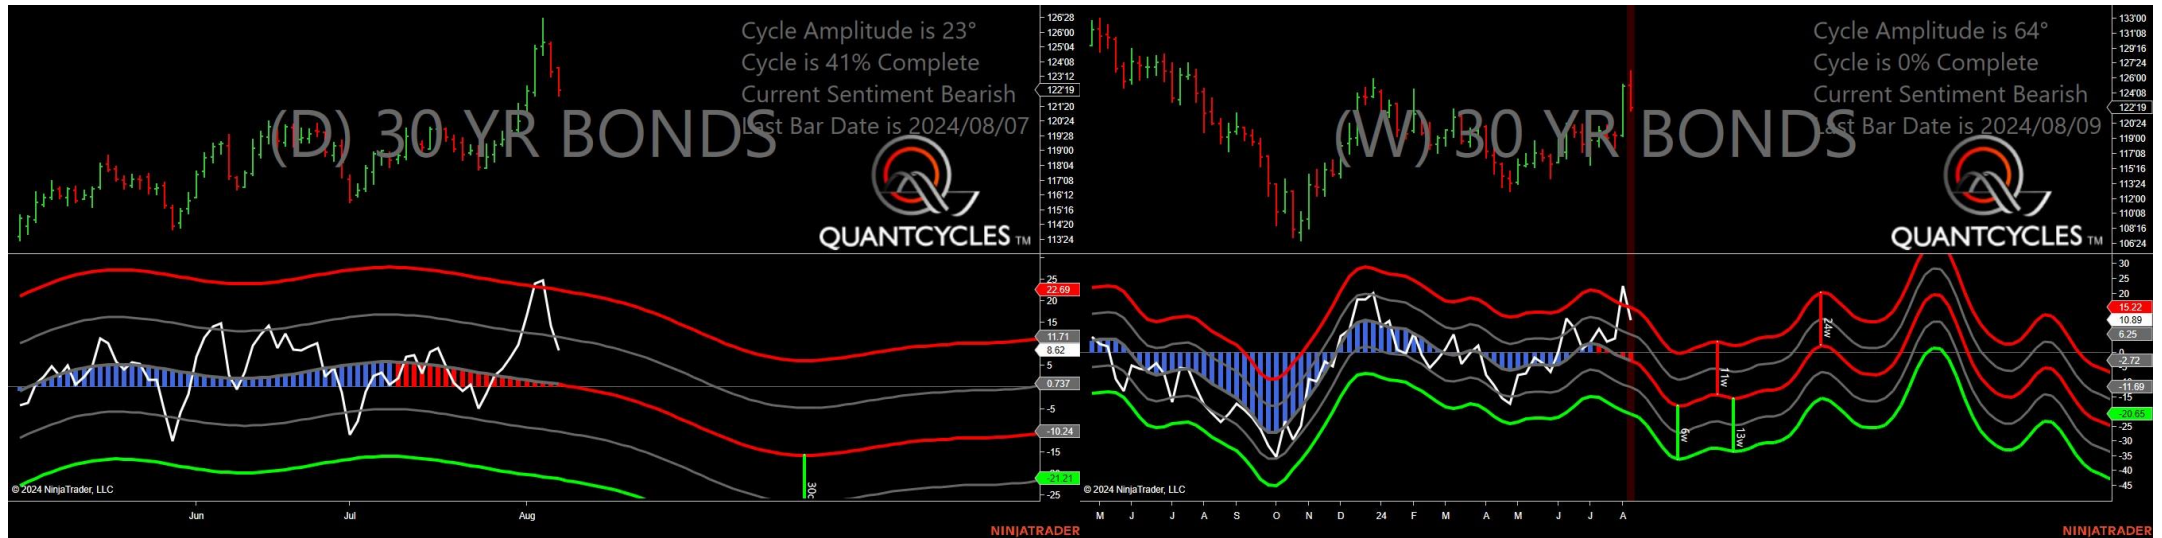 Cycle Amplitude is 23°
Cycle is 41% Complete
Current Sentiment Bearish
Last Bar Date is 2024/08/07
(D) 30 YR BONDS
QUANTCYCLES TM
126'28
126'00
125'04
124'08
123'12
122'19
121'20
120'24
119'28
119'00
118'04
117'08
116'12
115'16
114'20
113'24
25
22.69
20
15
11.71
8.62
5
0.737
-5
-10.24
-15
-21.21
-25
30c
© 2024 NinjaTrader, LLC
Jun
Jul
Aug
NINJATRADER
Cycle Amplitude is 64°
Cycle is 0% Complete
Current Sentiment Bearish
Last Bar Date is 2024/08/09
(W) 30 YR BONDS
QUANTCYCLES TM
133'00
131'08
129'16
127'24
126'00
124'08
122'19
120'24
119'00
117'08
115'16
113'24
112'00
110'08
108'16
106'24
30
25
20
15.22
10.89
6.25
0
-2.72
-5
-11.69
-15
-20.65
-25
-30
-35
-40
-45
6w
11w
13w
24w
© 2024 NinjaTrader, LLC
M
J
J
A
S
O
N
D
24
F
M
A
M
J
J
A
NINJATRADER